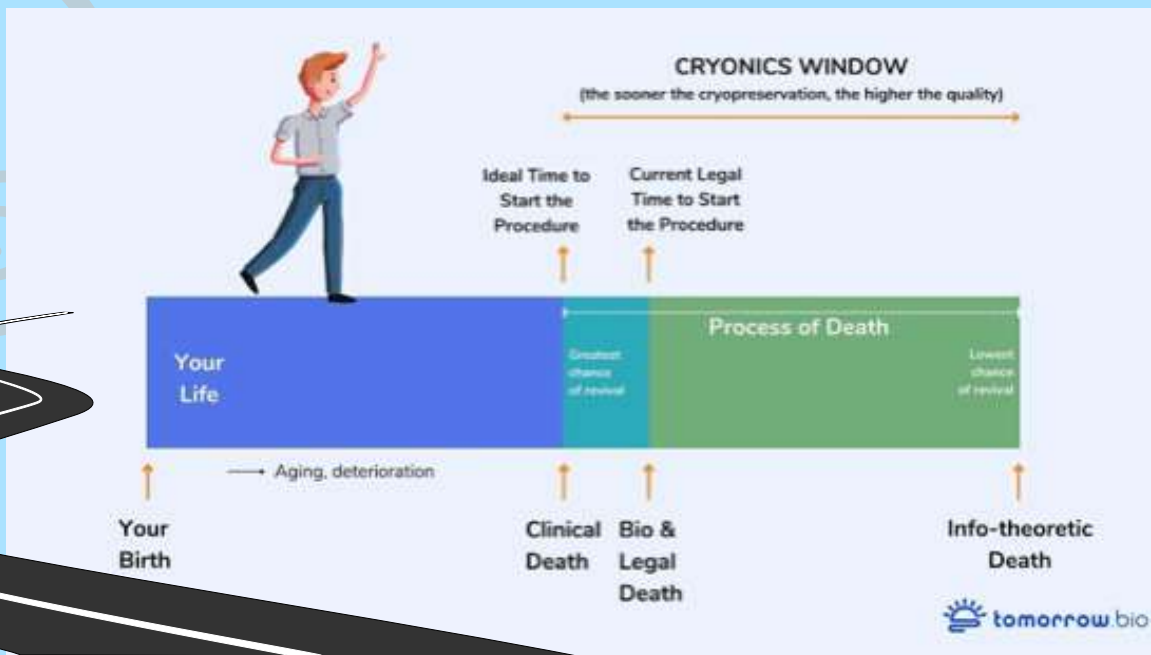 CRYONICS WINDOW
(the sooner the cryopreservation, the higher the quality)
Ideal Time to
Start the
Procedure
Current Legal
Time to Start
the Procedure
Your
Life
Process of Death
Greatest
chance
of revival
Lowest
chance
of revival
Aging, deterioration
Your
Birth
Clinical
Death
Bio &
Legal
Death
Info-theoretic
Death
tomorrow.bio